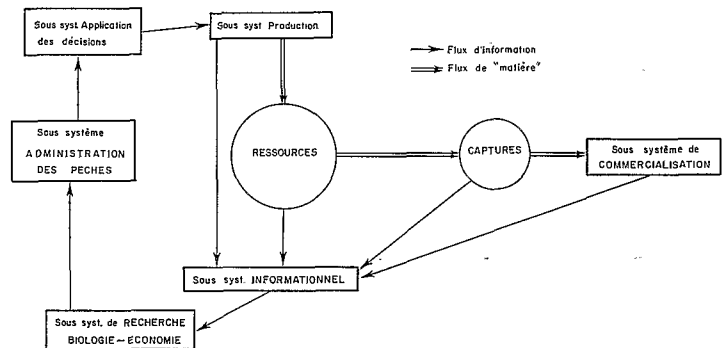 Sous syst. Application
des décisions
Sous syst Production
Flux d'information
Flux de "matière"
Sous système
ADMINISTRATION
DES PECHES
RESSOURCES
CAPTURES
Sous système de
COMMERCIALISATION
Sous syst. INFORMATIONNEL
Sous syst. de RECHERCHE
BIOLOGIE - ECONOMIE